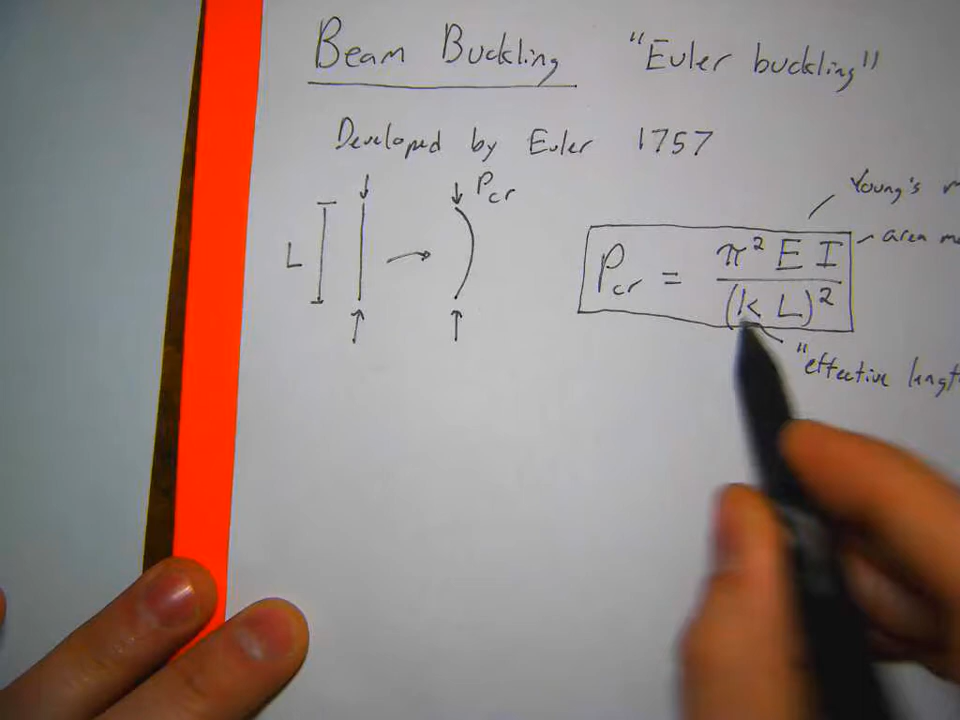 Beam Buckling "Euler buckling"
Developed by Euler 1757
L
Pcr
Young's
area
Pcr = π² E I / (k L)²
"effective